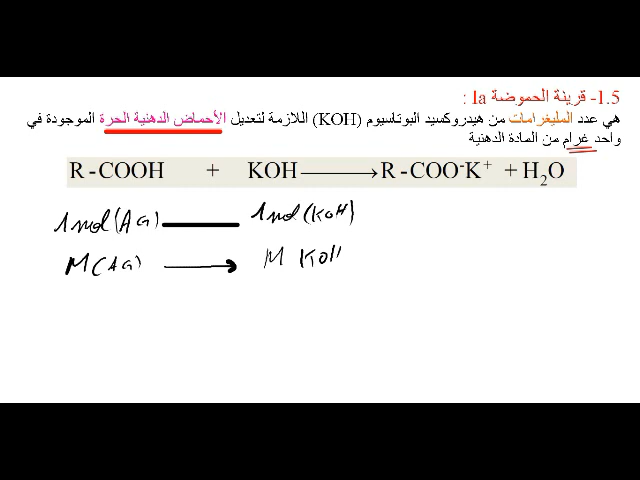 1.5- قرينة الحموضة Ia :
هي عدد المليغرامات من هيدروكسيد البوتاسيوم (KOH) اللازمة لتعديل الأحماض الدهنية الحرة الموجودة في
واحد غرام من المادة الدهنية
R -COOH + KOH ⟶ R -COO⁻K⁺ + H₂O
1mol(AG) — 1mol(KOH)
M(AG) → M KOH